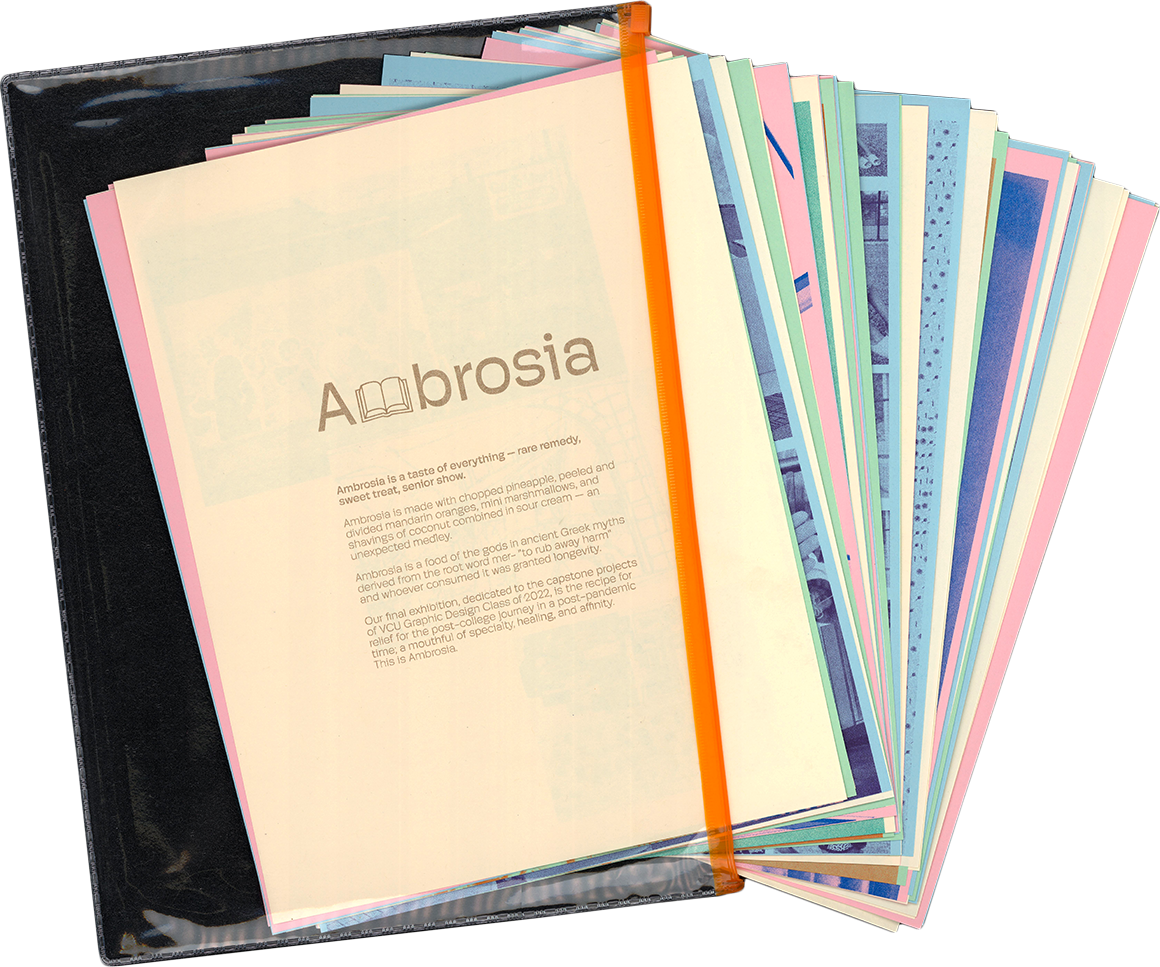 Ambrosia
Ambrosia is a taste of everything — rare remedy,
sweet treat, senior show.
Ambrosia is made with chopped pineapple, peeled and
divided mandarin oranges, mini marshmallows, and
shavings of coconut combined in sour cream — an
unexpected medley.
Ambrosia is a food of the gods in ancient Greek myths
derived from the root word mer- "to rub away harm"
and whoever consumed it was granted longevity.
Our final exhibition, dedicated to the capstone projects
of VCU Graphic Design Class of 2022, is the recipe for
relief for the post-college journey in a post-pandemic
time; a mouthful of specialty, healing, and affinity.
This is Ambrosia.